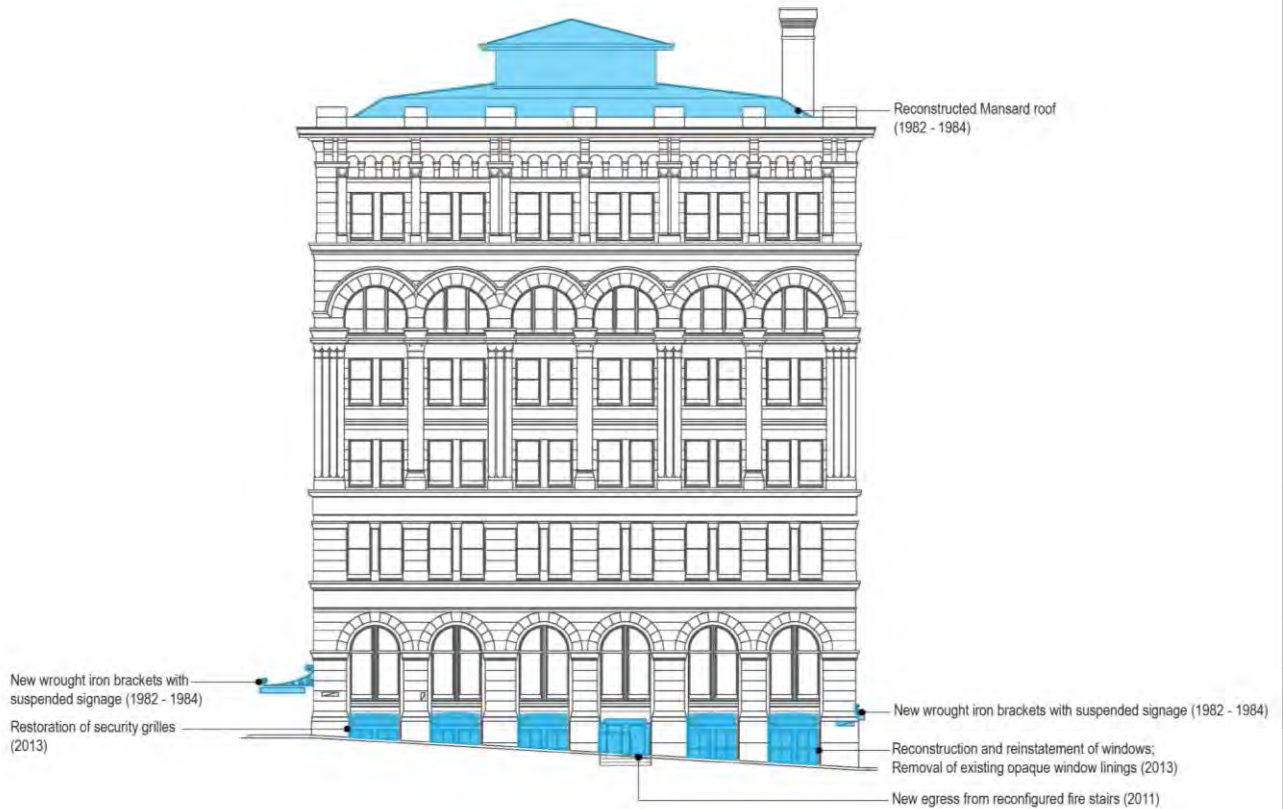 Reconstructed Mansard roof
(1982 - 1984)
New wrought iron brackets with
suspended signage (1982 - 1984)
Restoration of security grilles
(2013)
New wrought iron brackets with suspended signage (1982 - 1984)
Reconstruction and reinstatement of windows;
Removal of existing opaque window linings (2013)
New egress from reconfigured fire stairs (2011)